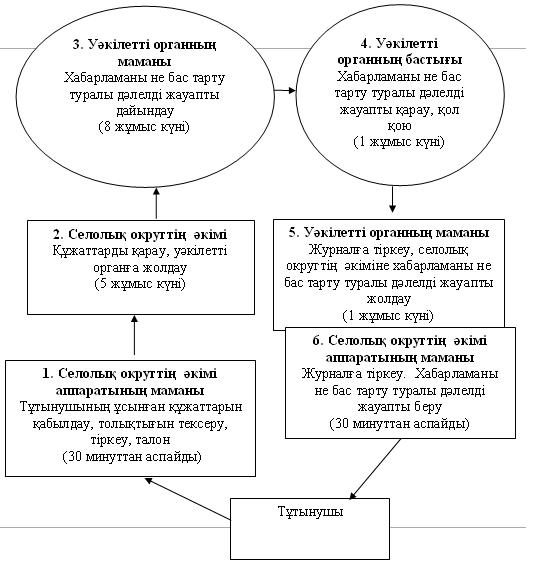 3. Уәкілетті органның
маманы
Хабарламаны не бас тарту
туралы дәлелді жауапты
дайындау
(8 жұмыс күні)
4. Уәкілетті
органның бастығы
Хабарламаны не бас
тарту туралы дәлелді
жауапты қарау, қол
қою
(1 жұмыс күні)
2. Селолық округтің әкімі
Құжаттарды қарау, уәкілетті
органға жолдау
(5 жұмыс күні)
5. Уәкілетті органның маманы
Журналға тіркеу, селолық
округтің әкіміне хабарламаны не
бас тарту туралы дәлелді жауапты
жолдау
(1 жұмыс күні)
1. Селолық округтің әкімі
аппаратының маманы
Тұтынушының ұсынған құжаттарын
қабылдау, толықтығын тексеру,
тіркеу, талон
(30 минуттан аспайды)
6. Селолық округтің әкімі
аппаратының маманы
Журналға тіркеу. Хабарламаны
не бас тарту туралы дәлелді
жауапты беру
(30 минуттан аспайды)
Тұтынушы